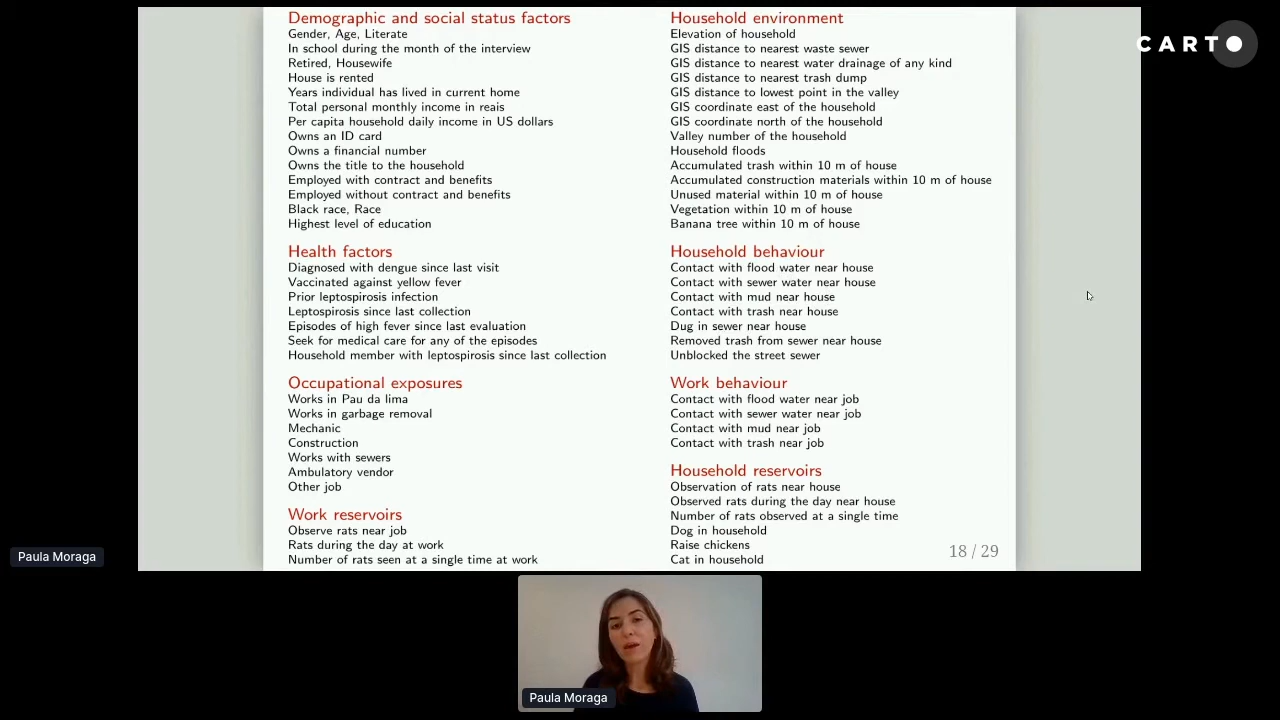 Demographic and social status factors
Gender, Age, Literate
In school during the month of the interview
Retired, Housewife
House is rented
Years individual has lived in current home
Total personal monthly income in reais
Per capita household daily income in US dollars
Owns an ID card
Owns a financial number
Owns the title to the household
Employed with contract and benefits
Employed without contract and benefits
Black race, Race
Highest level of education
Health factors
Diagnosed with dengue since last visit
Vaccinated against yellow fever
Prior leptospirosis infection
Leptospirosis since last collection
Episodes of high fever since last evaluation
Seek for medical care for any of the episodes
Household member with leptospirosis since last collection
Occupational exposures
Works in Pau da lima
Works in garbage removal
Mechanic
Construction
Works with sewers
Ambulatory vendor
Other job
Work reservoirs
Observe rats near job
Rats during the day at work
Number of rats seen at a single time at work
Household environment
Elevation of household
GIS distance to nearest waste sewer
GIS distance to nearest water drainage of any kind
GIS distance to nearest trash dump
GIS distance to lowest point in the valley
GIS coordinate east of the household
GIS coordinate north of the household
Valley number of the household
Household floods
Accumulated trash within 10 m of house
Accumulated construction materials within 10 m of house
Unused material within 10 m of house
Vegetation within 10 m of house
Banana tree within 10 m of house
Household behaviour
Contact with flood water near house
Contact with sewer water near house
Contact with mud near house
Contact with trash near house
Dug in sewer near house
Removed trash from sewer near house
Unblocked the street sewer
Work behaviour
Contact with flood water near job
Contact with sewer water near job
Contact with mud near job
Contact with trash near job
Household reservoirs
Observation of rats near house
Observed rats during the day near house
Number of rats observed at a single time
Dog in household
Raise chickens
Cat in household
18 / 29
CARTO
Paula Moraga
Paula Moraga